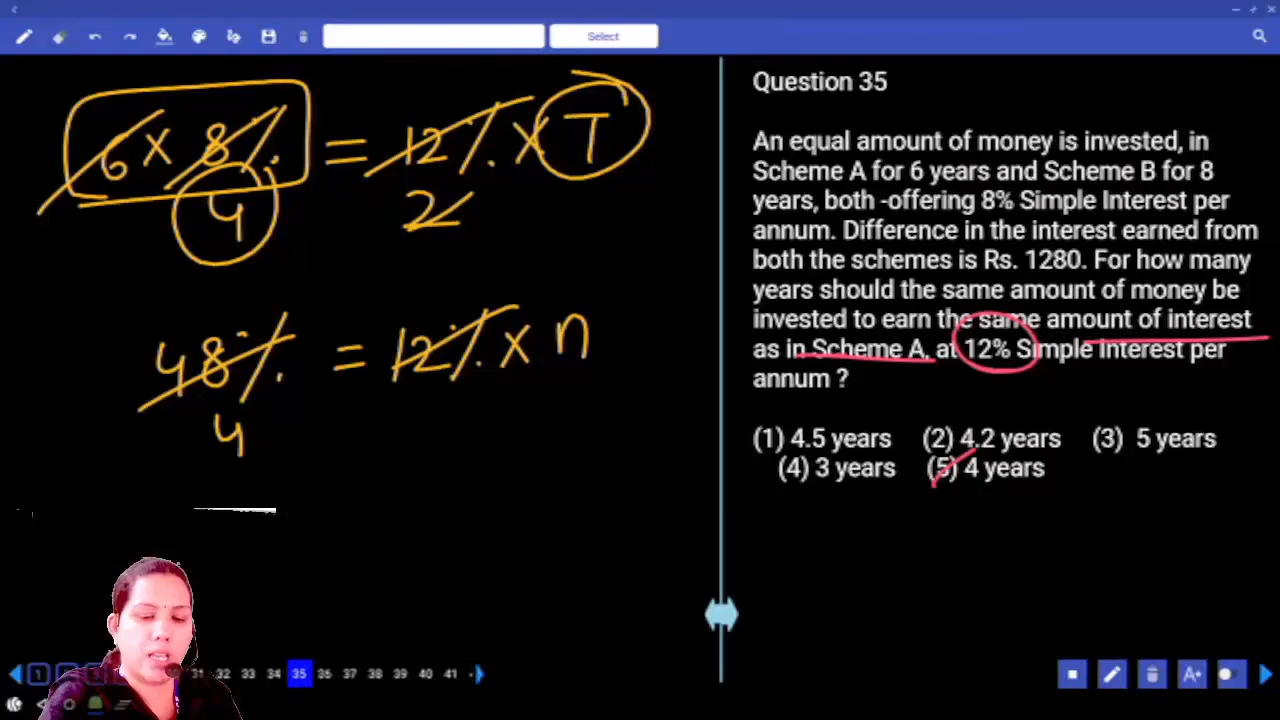 Select
6 x 8% = 12% x T
4 2
48% = 12% x n
4
Question 35
An equal amount of money is invested, in
Scheme A for 6 years and Scheme B for 8
years, both -offering 8% Simple Interest per
annum. Difference in the interest earned from
both the schemes is Rs. 1280. For how many
years should the same amount of money be
invested to earn the same amount of interest
as in Scheme A, at 12% Simple Interest per
annum ?
(1) 4.5 years (2) 4.2 years (3) 5 years
(4) 3 years (5) 4 years
1 31 32 33 34 35 36 37 38 39 40 41
A+